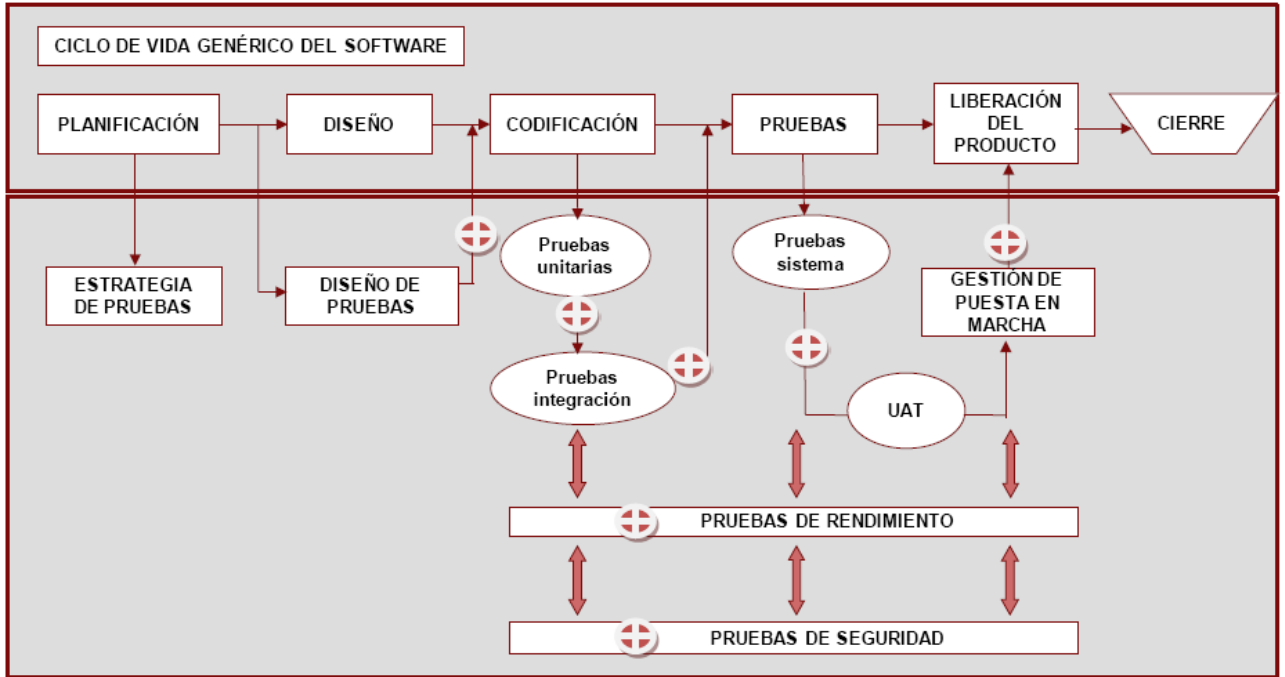 CICLO DE VIDA GENÉRICO DEL SOFTWARE
PLANIFICACIÓN
DISEÑO
CODIFICACIÓN
PRUEBAS
LIBERACIÓN
DEL
PRODUCTO
CIERRE
ESTRATEGIA
DE PRUEBAS
DISEÑO DE
PRUEBAS
Pruebas
unitarias
Pruebas
integración
Pruebas
sistema
UAT
GESTIÓN DE
PUESTA EN
MARCHA
PRUEBAS DE RENDIMIENTO
PRUEBAS DE SEGURIDAD